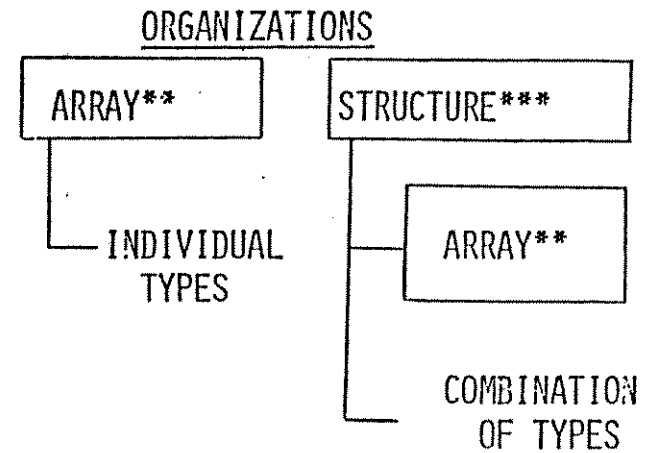 ORGANIZATIONS
ARRAY**
STRUCTURE***
INDIVIDUAL
TYPES
ARRAY**
COMBINATION
OF TYPES